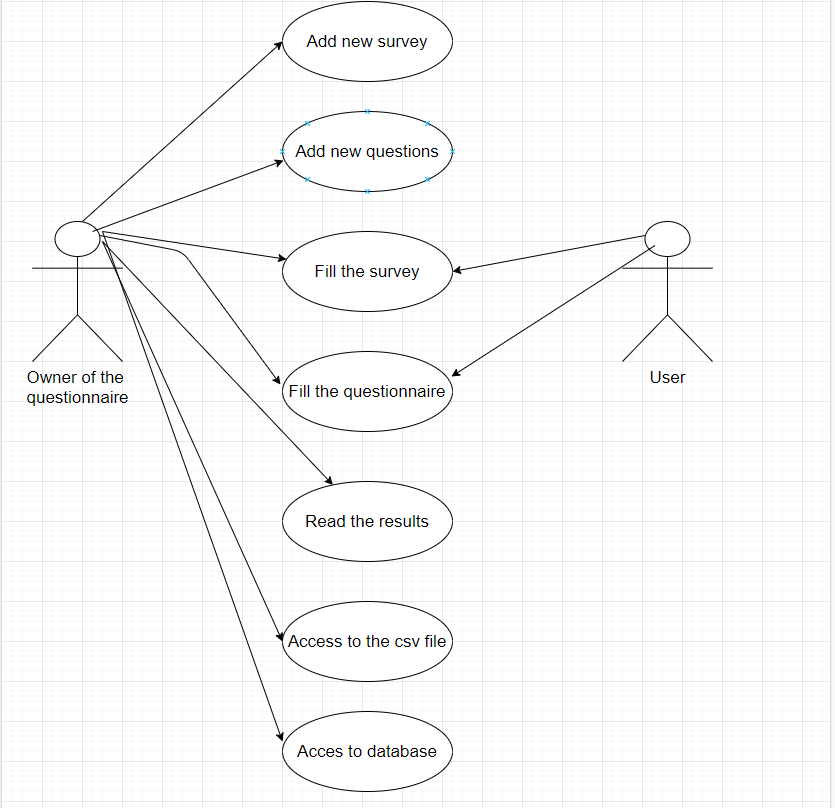 Add new survey
Add new questions
Fill the survey
Owner of the
questionnaire
User
Fill the questionnaire
Read the results
Access to the csv file
Acces to database